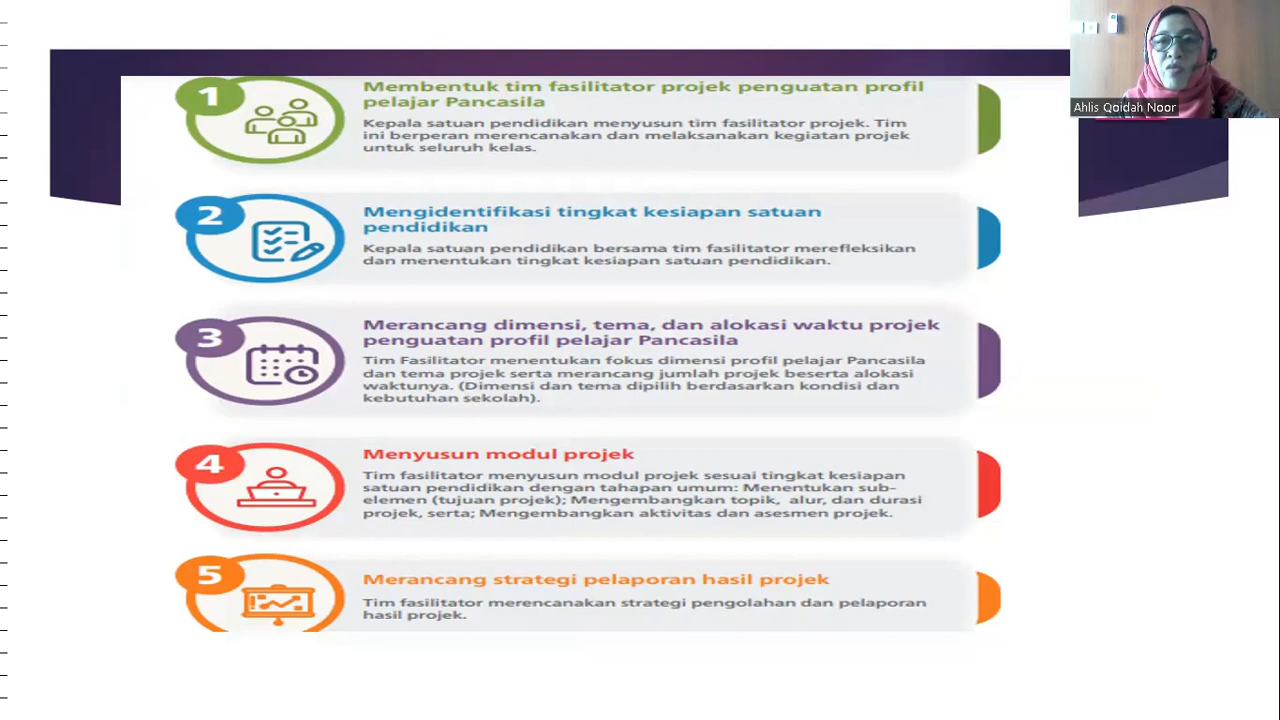 1
Membentuk tim fasilitator projek penguatan profil
pelajar Pancasila
Kepala satuan pendidikan menyusun tim fasilitator projek. Tim
ini berperan merencanakan dan melaksanakan kegiatan projek
untuk seluruh kelas.
2
Mengidentifikasi tingkat kesiapan satuan
pendidikan
Kepala satuan pendidikan bersama tim fasilitator merefleksikan
dan menentukan tingkat kesiapan satuan pendidikan.
3
Merancang dimensi, tema, dan alokasi waktu projek
penguatan profil pelajar Pancasila
Tim Fasilitator menentukan fokus dimensi profil pelajar Pancasila
dan tema projek serta merancang jumlah projek beserta alokasi
waktunya. (Dimensi dan tema dipilih berdasarkan kondisi dan
kebutuhan sekolah).
4
Menyusun modul projek
Tim fasilitator menyusun modul projek sesuai tingkat kesiapan
satuan pendidikan dengan tahapan umum: Menentukan sub-
elemen (tujuan projek); Mengembangkan topik, alur, dan durasi
projek, serta; Mengembangkan aktivitas dan asesmen projek.
5
Merancang strategi pelaporan hasil projek
Tim fasilitator merencanakan strategi pengolahan dan pelaporan
hasil projek.
Ahlis Qoidah Noor